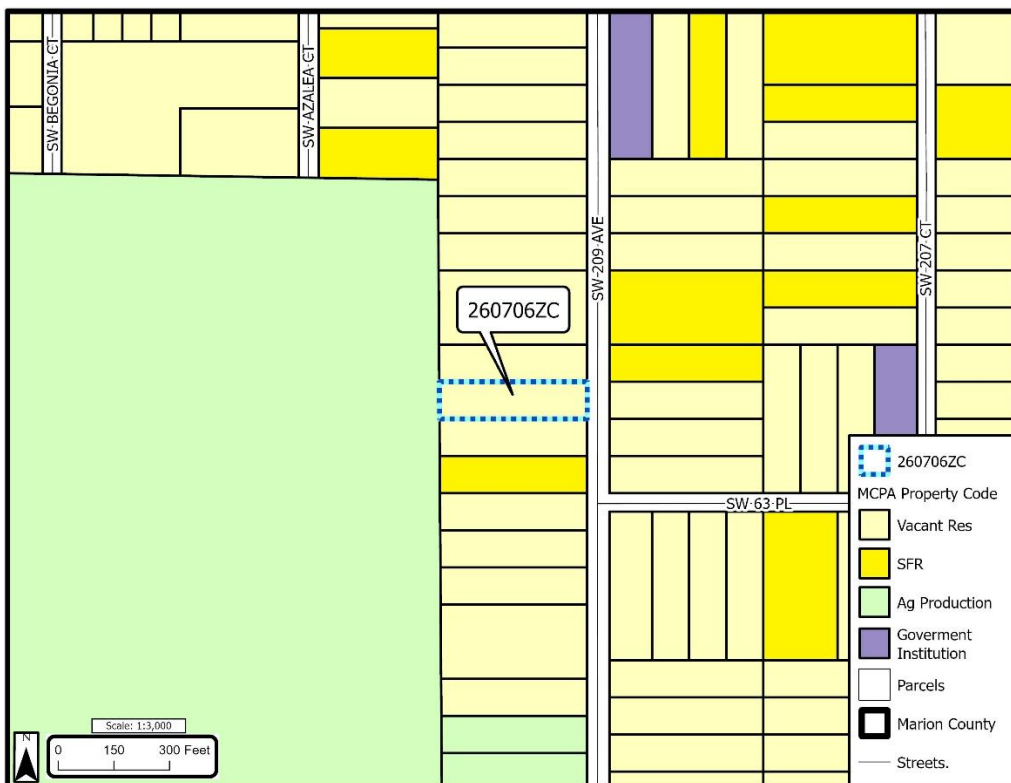 SW-BEGONIA-CT
SW-AZALEA-CT
SW-209-AVE
SW-207-CT
260706ZC
SW-63-PL
260706ZC
MCPA Property Code
Vacant Res
SFR
Ag Production
Goverment
Institution
Parcels
Marion County
Streets.
Scale: 1:3,000
N
0 150 300 Feet